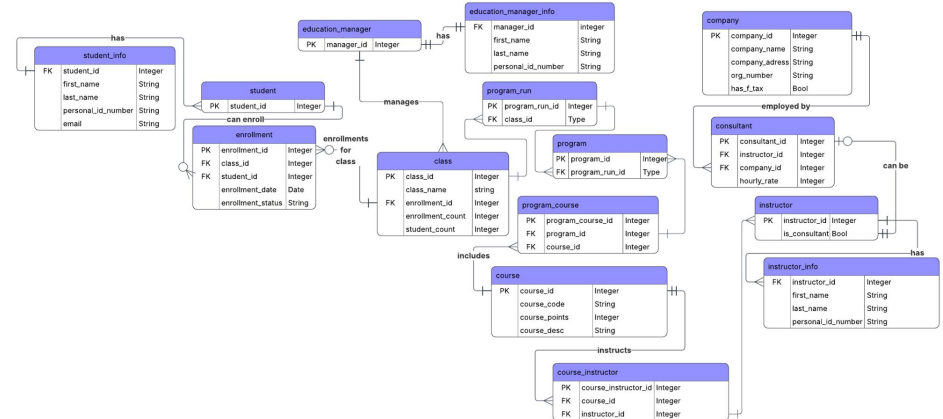 has
student_info
FK student_id Integer
first_name String
last_name String
personal_id_number String
email String
student
PK student_id Integer
can enroll
enrollment
PK enrollment_id Integer
FK class_id Integer
FK student_id Integer
enrollment_date Date
enrollment_status String
enrollments
for
class
education_manager
PK manager_id Integer
has
education_manager_info
FK manager_id Integer
first_name String
last_name String
personal_id_number String
manages
class
PK class_id Integer
class_name string
FK enrollment_id Integer
enrollment_count Integer
student_count Integer
program_run
PK program_run_id Integer
FK class_id Type
program
PK program_id Integer
FK program_run_id Type
program_course
PK program_course_id Integer
FK program_id Integer
FK course_id Integer
includes
course
PK course_id Integer
course_code String
course_points Integer
course_desc String
instructs
course_instructor
PK course_instructor_id Integer
FK course_id Integer
FK instructor_id Integer
company
PK company_id Integer
company_name String
company_adress String
org_number String
has_f_tax Bool
employed by
consultant
PK consultant_id Integer
FK instructor_id Integer
FK company_id Integer
hourly_rate Integer
can be
instructor
PK instructor_id Integer
is_consultant Bool
has
instructor_info
FK instructor_id Integer
first_name String
last_name String
personal_id_number String